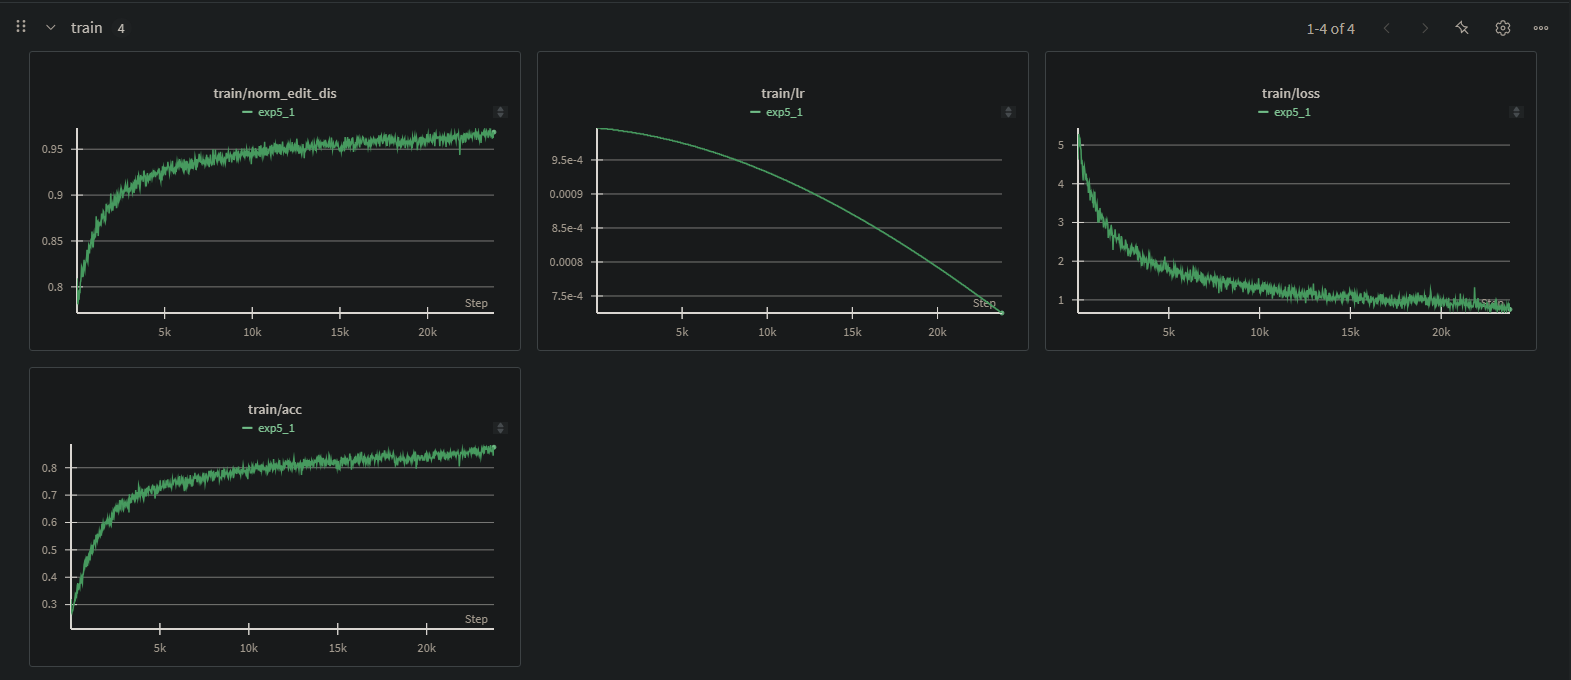 train 4
1-4 of 4
train/norm_edit_dis
exp5_1
0.95
0.9
0.85
0.8
Step
5k 10k 15k 20k
train/lr
exp5_1
9.5e-4
0.0009
8.5e-4
0.0008
7.5e-4
Step
5k 10k 15k 20k
train/loss
exp5_1
5
4
3
2
1
Step
5k 10k 15k 20k
train/acc
exp5_1
0.8
0.7
0.6
0.5
0.4
0.3
Step
5k 10k 15k 20k